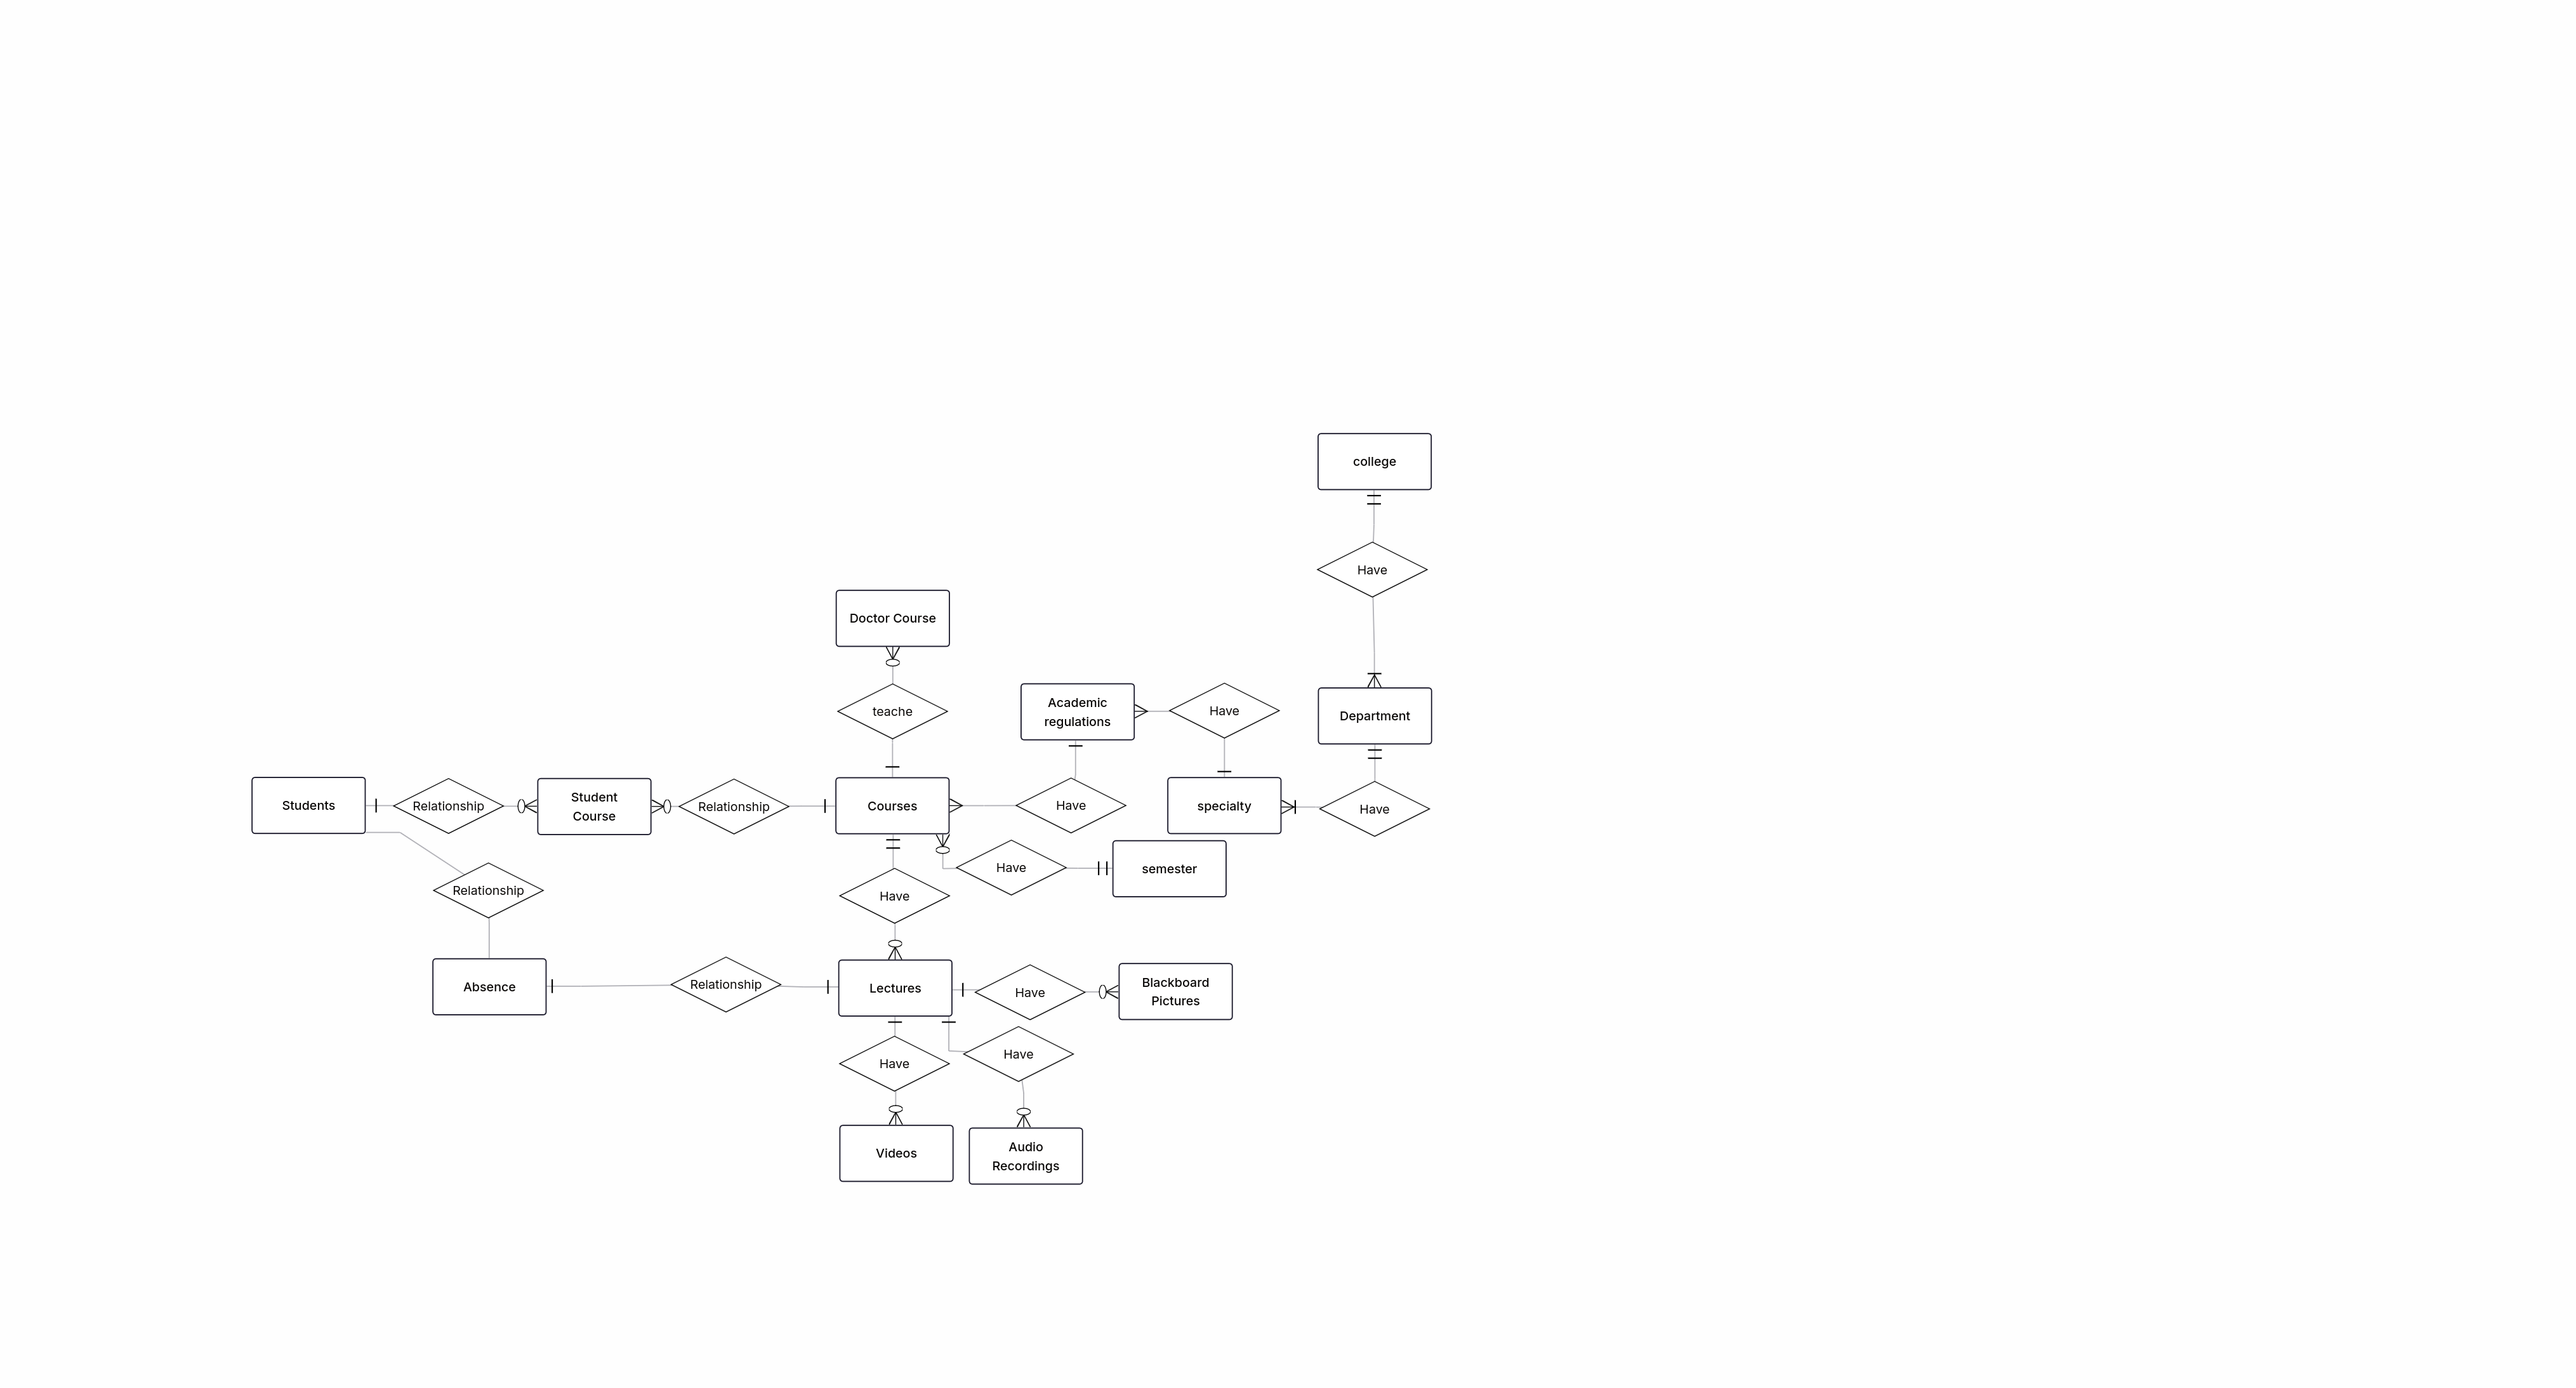 college
Have
Doctor Course
teache
Academic
regulations
Have
Department
Students
Relationship
Student
Course
Relationship
Courses
Have
specialty
Have
Have
semester
Relationship
Have
Absence
Relationship
Lectures
Have
Blackboard
Pictures
Have
Have
Videos
Audio
Recordings